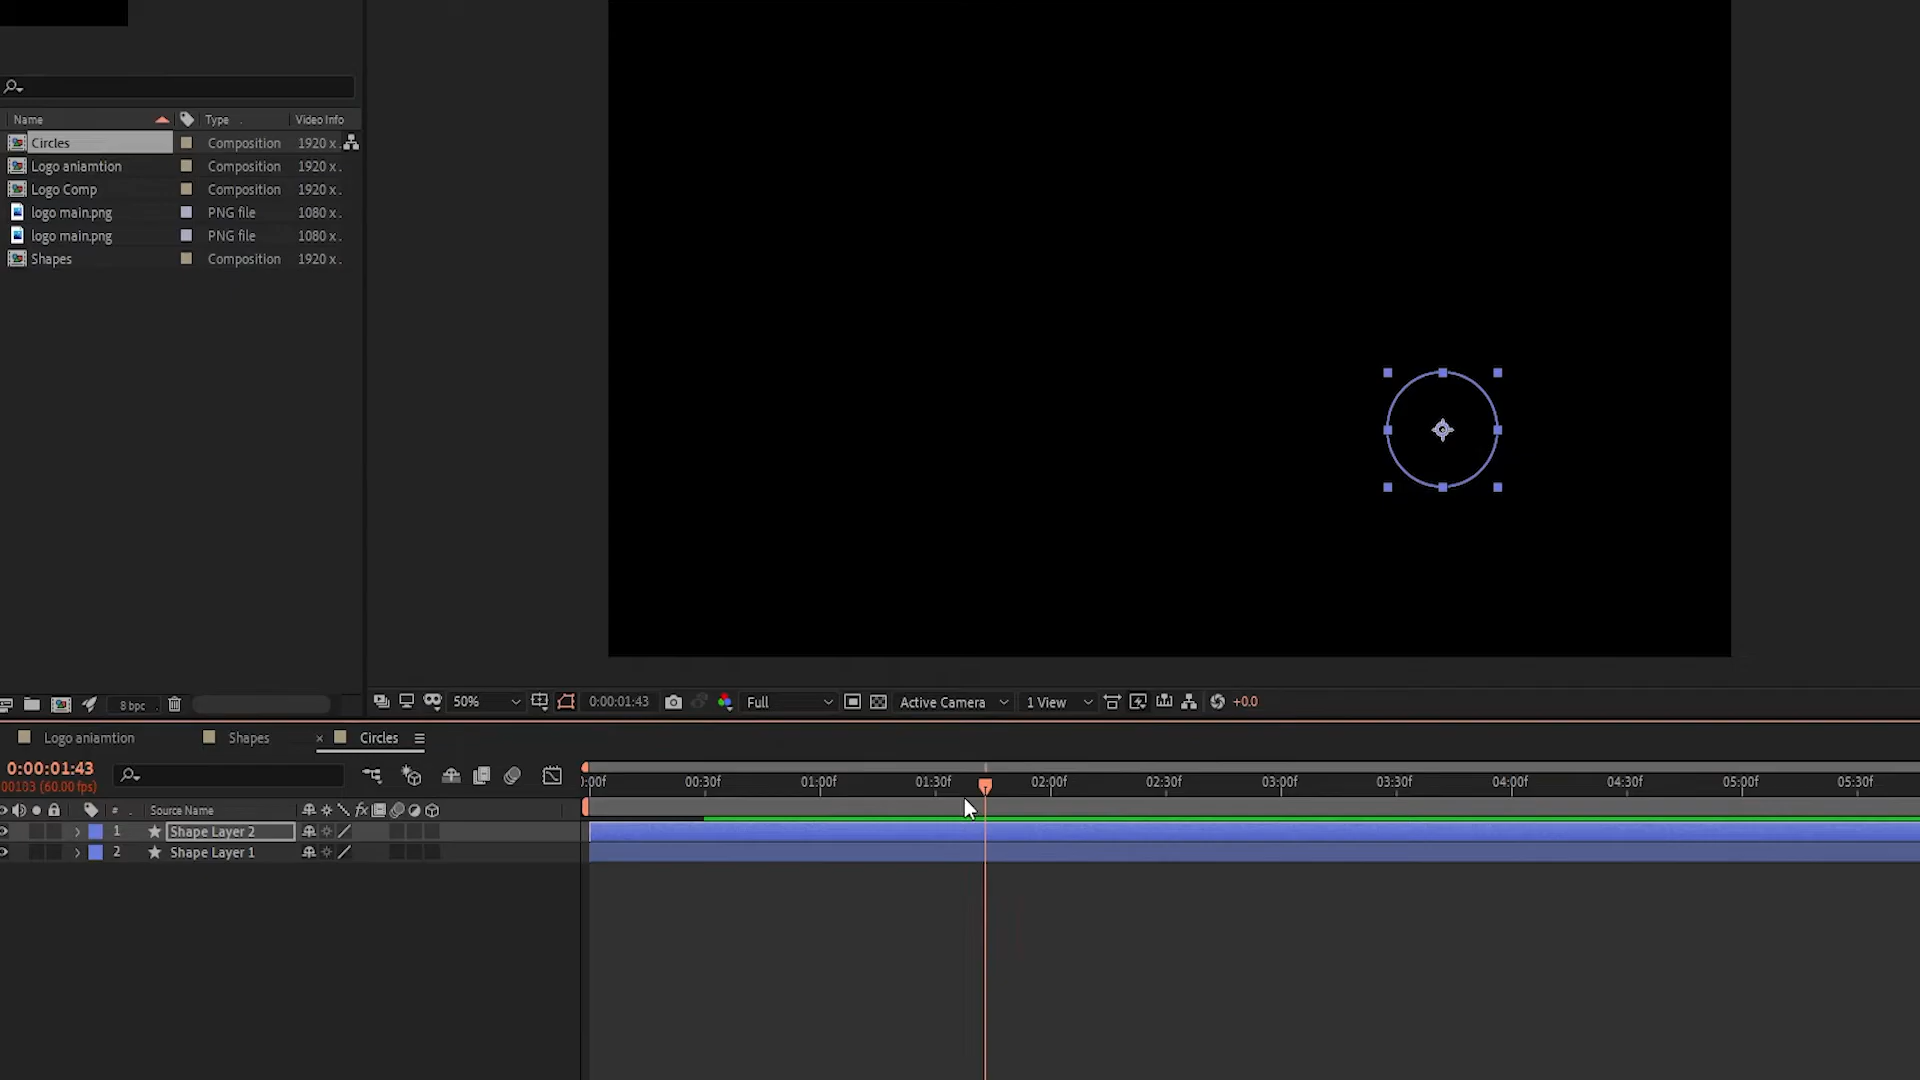 Name Type Video Info
Circles Composition 1920 x.
Logo aniamtion Composition 1920 x.
Logo Comp Composition 1920 x.
logo main.png PNG file 1080 x.
logo main.png PNG file 1080 x.
Shapes Composition 1920 x.
8 bpc
50% 0:00:01:43 Full Active Camera 1 View +0.0
Logo aniamtion Shapes × Circles
0:00:01:43
00103 (60.00 fps)
:00f 00:30f 01:00f 01:30f 02:00f 02:30f 03:00f 03:30f 04:00f 04:30f 05:00f 05:30f
# . Source Name fx
1 Shape Layer 2
2 Shape Layer 1